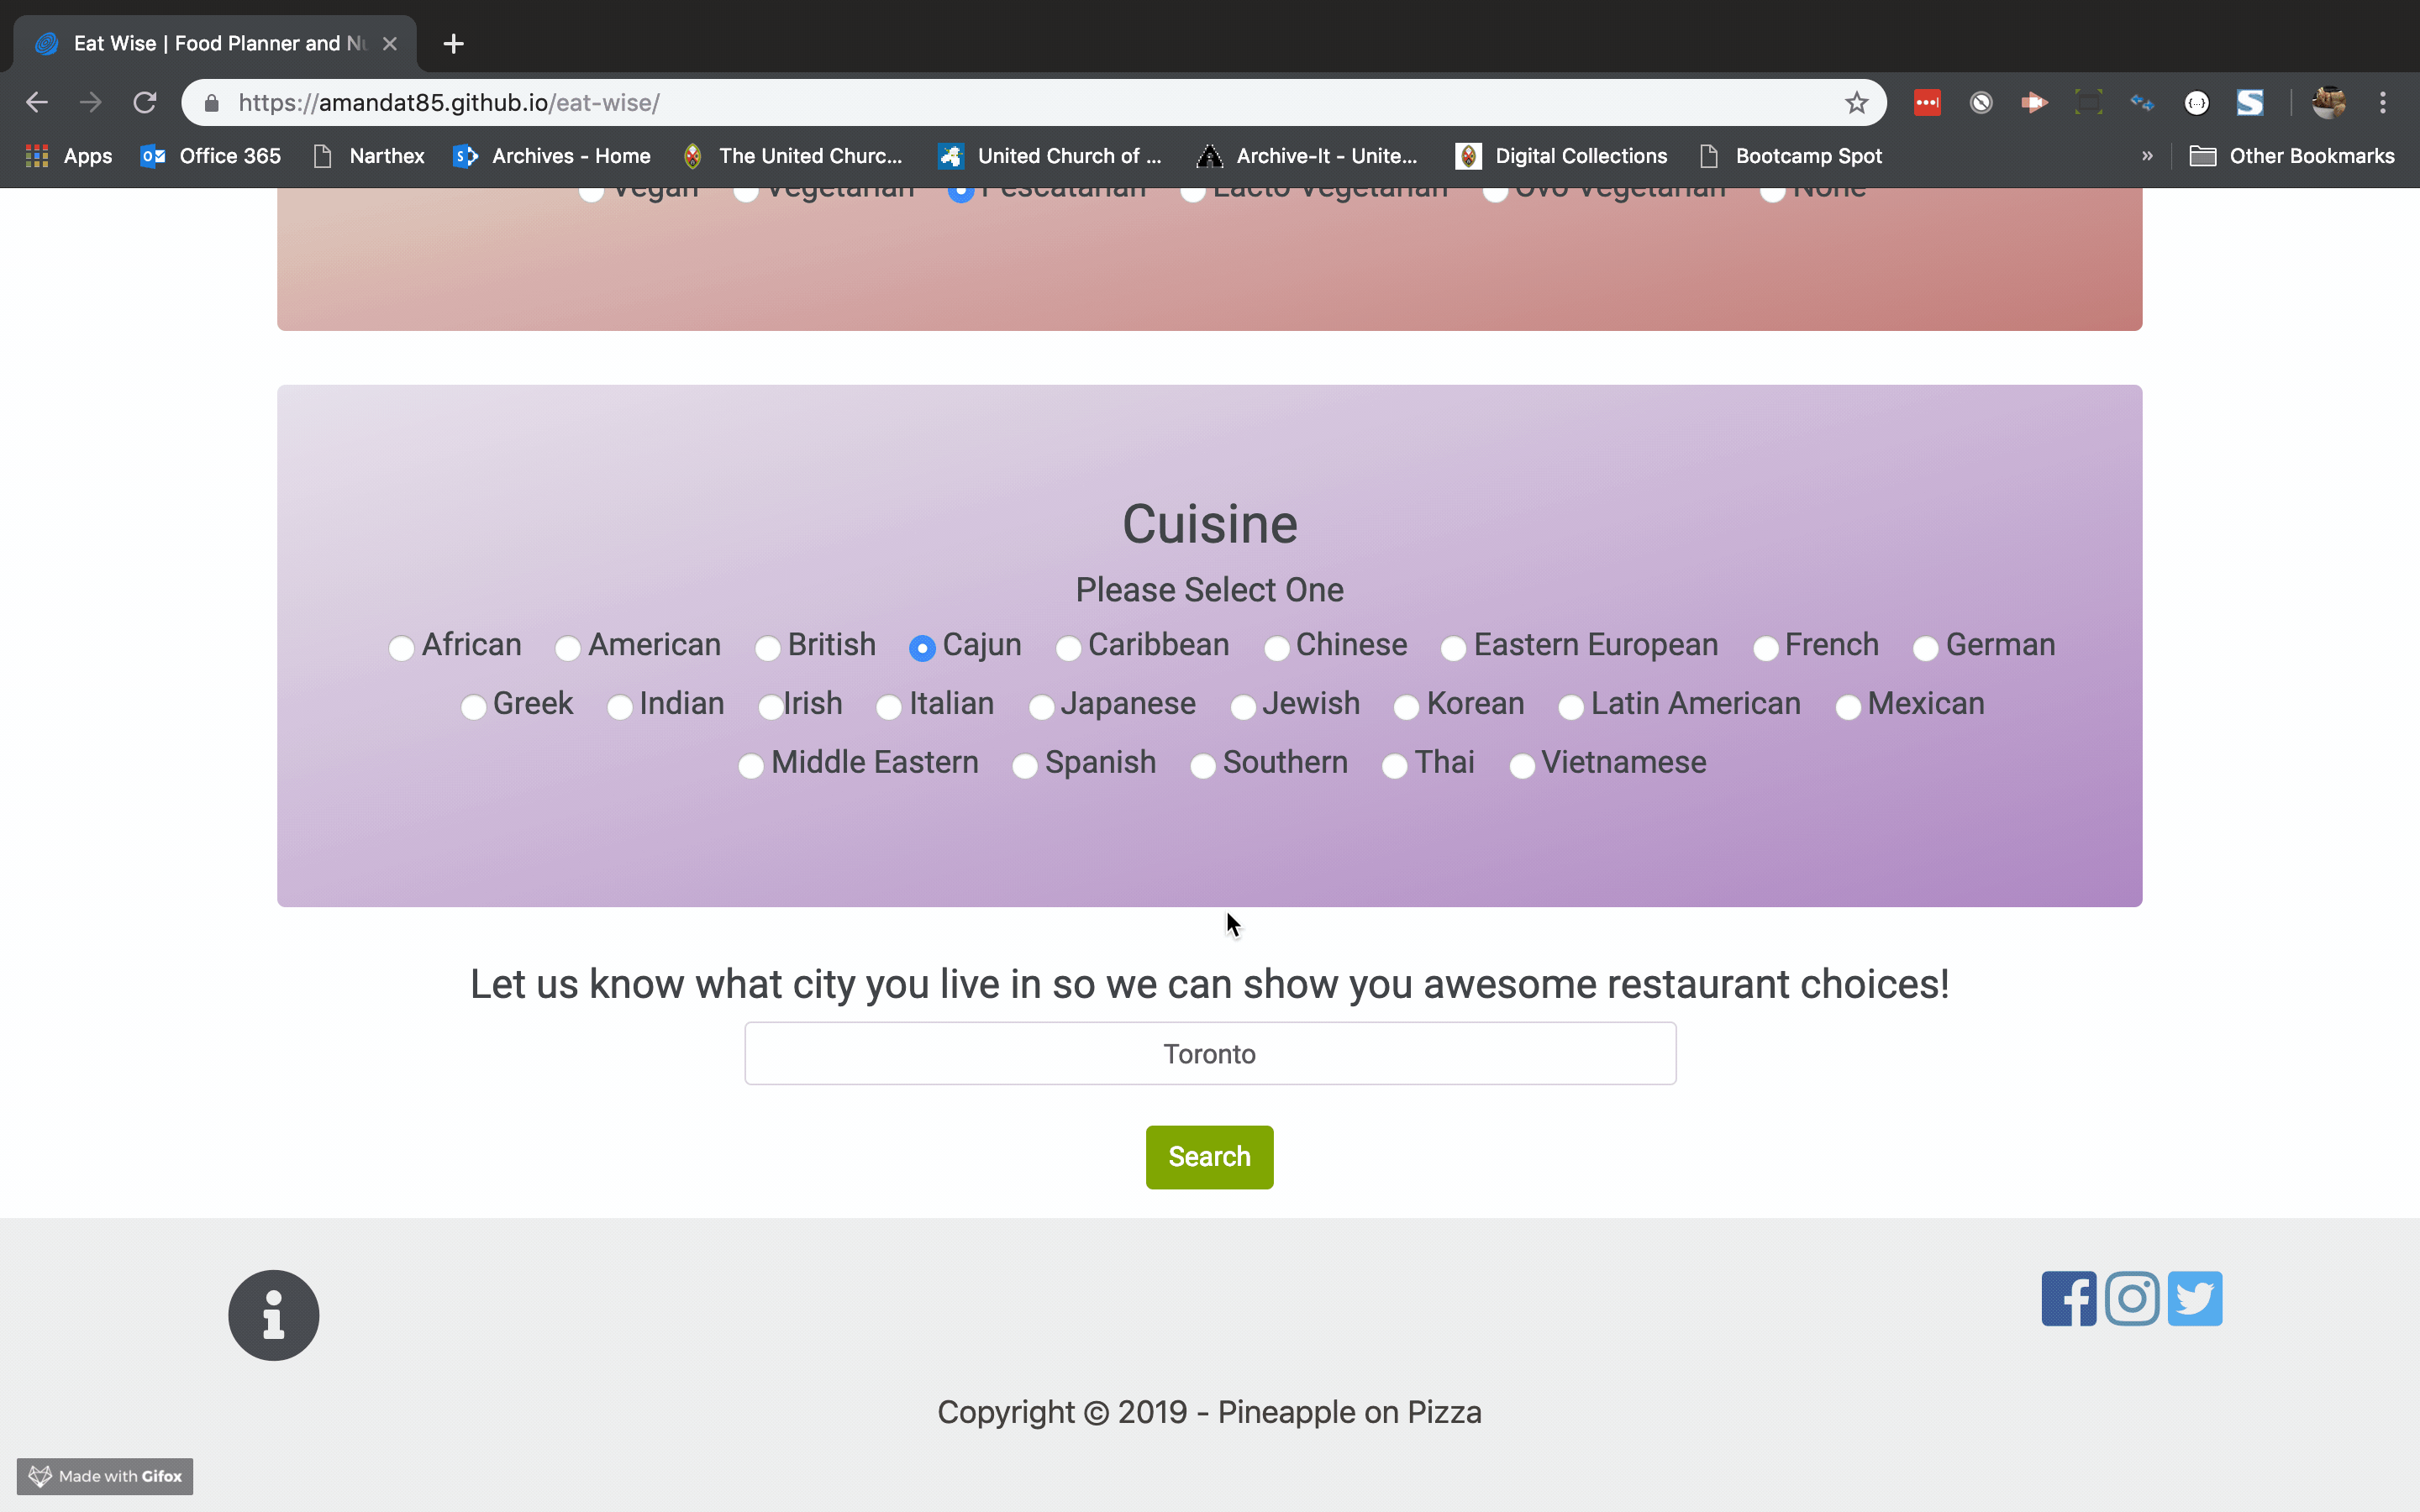 Eat Wise | Food Planner and Nu
https://amandat85.github.io/eat-wise/
Apps Office 365 Narthex Archives - Home The United Churc... United Church of ... Archive-It - Unite... Digital Collections Bootcamp Spot » Other Bookmarks
Vegan Vegetarian Pescatarian Lacto Vegetarian Ovo Vegetarian None
Cuisine
Please Select One
African American British Cajun Caribbean Chinese Eastern European French German
Greek Indian Irish Italian Japanese Jewish Korean Latin American Mexican
Middle Eastern Spanish Southern Thai Vietnamese
Let us know what city you live in so we can show you awesome restaurant choices!
Toronto
Search
Copyright © 2019 - Pineapple on Pizza
Made with Gifox